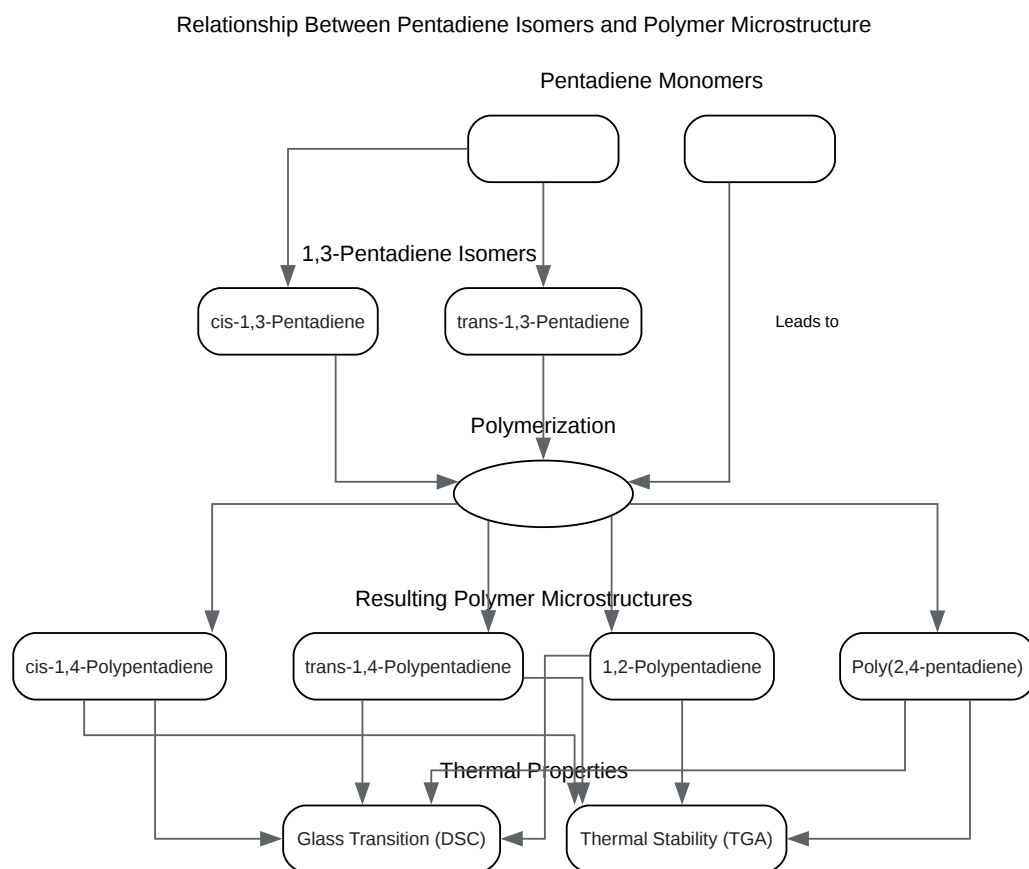 Relationship Between Pentadiene Isomers and Polymer Microstructure
Pentadiene Monomers
1,3-Pentadiene Isomers
cis-1,3-Pentadiene
trans-1,3-Pentadiene
Leads to
Polymerization
Resulting Polymer Microstructures
cis-1,4-Polypentadiene
trans-1,4-Polypentadiene
1,2-Polypentadiene
Poly(2,4-pentadiene)
Thermal Properties
Glass Transition (DSC)
Thermal Stability (TGA)